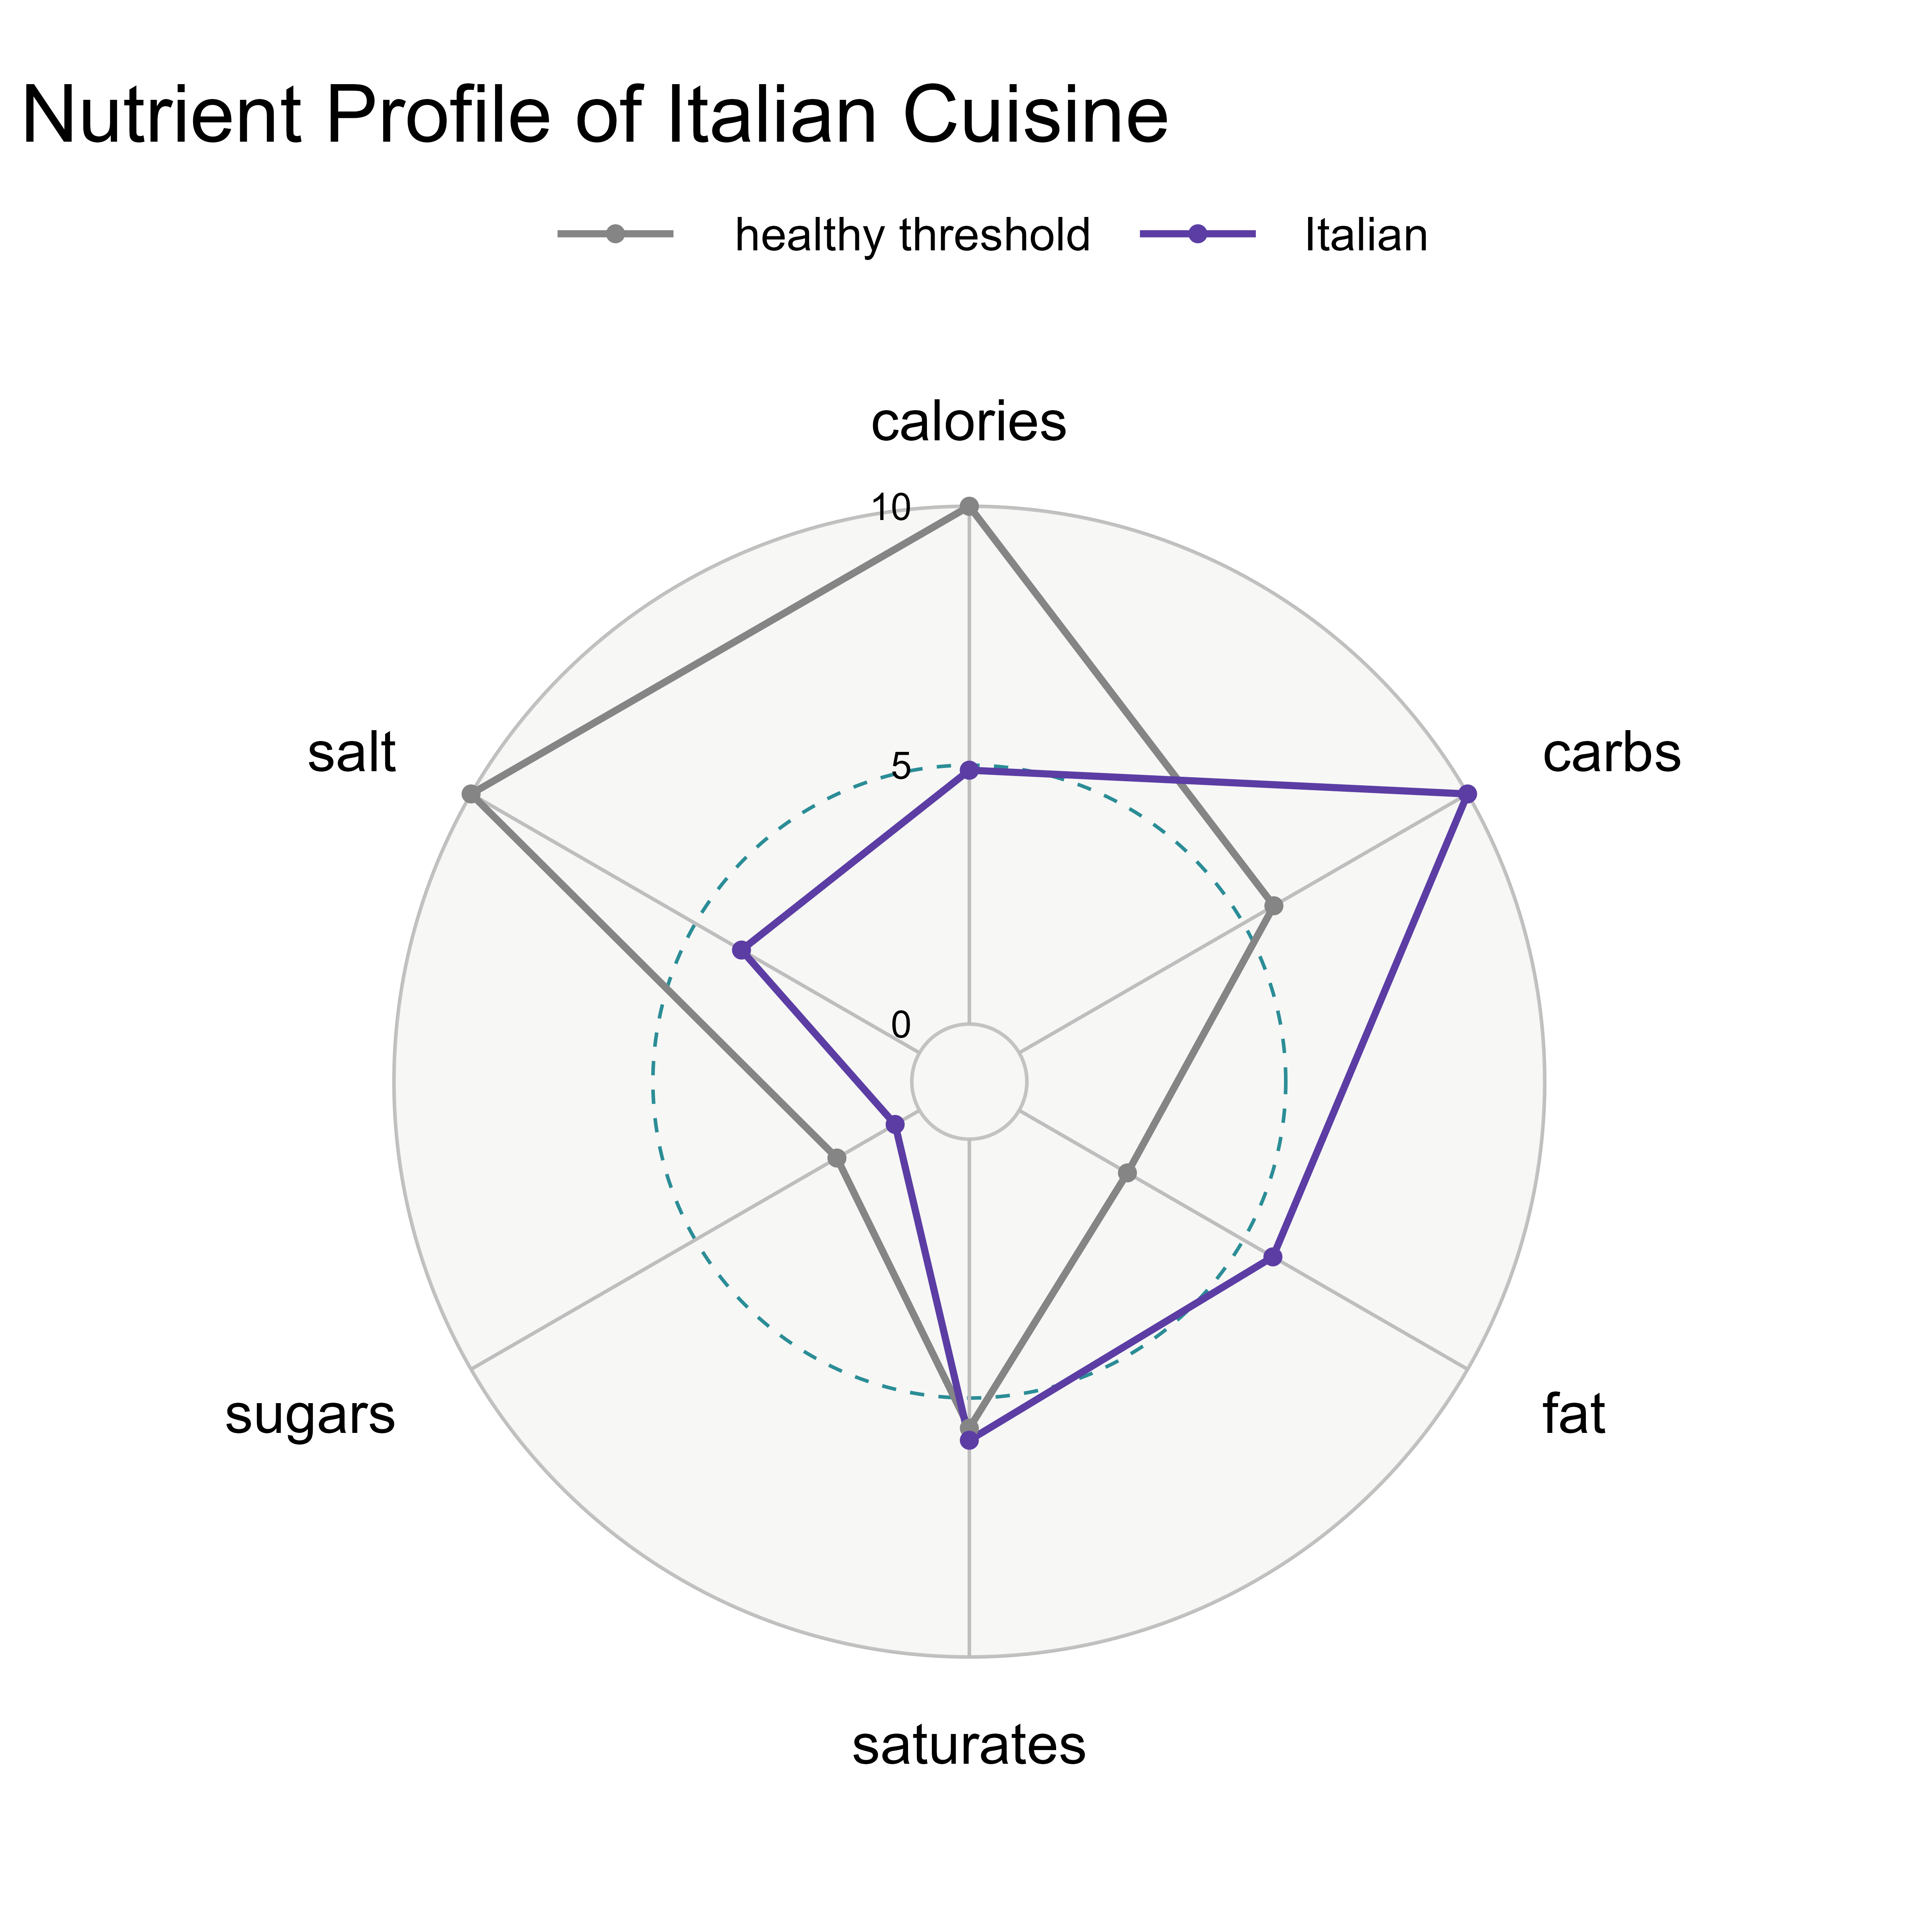 Nutrient Profile of Italian Cuisine
healthy threshold Italian
calories
10
salt
5
carbs
0
sugars
fat
saturates